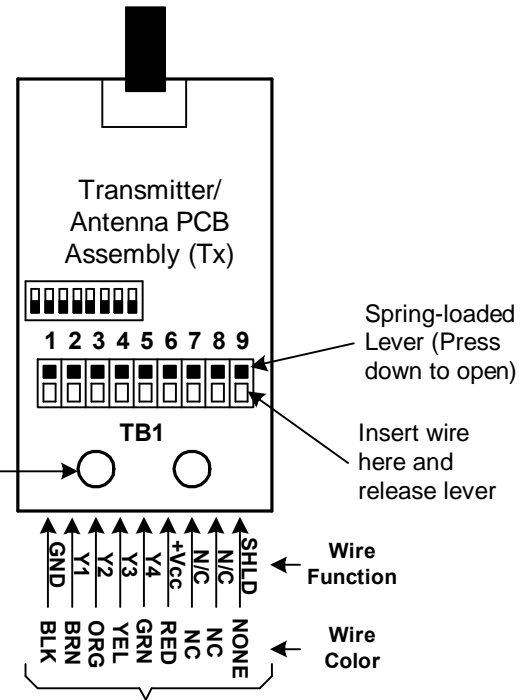 Transmitter/
Antenna PCB
Assembly (Tx)
1 2 3 4 5 6 7 8 9
TB1
Spring-loaded
Lever (Press
down to open)
Insert wire
here and
release lever
GND Y1 Y2 Y3 Y4 +Vcc N/C N/C SHLD
Wire
Function
BLK BRN ORG YEL GRN RED NC NC NONE
Wire
Color